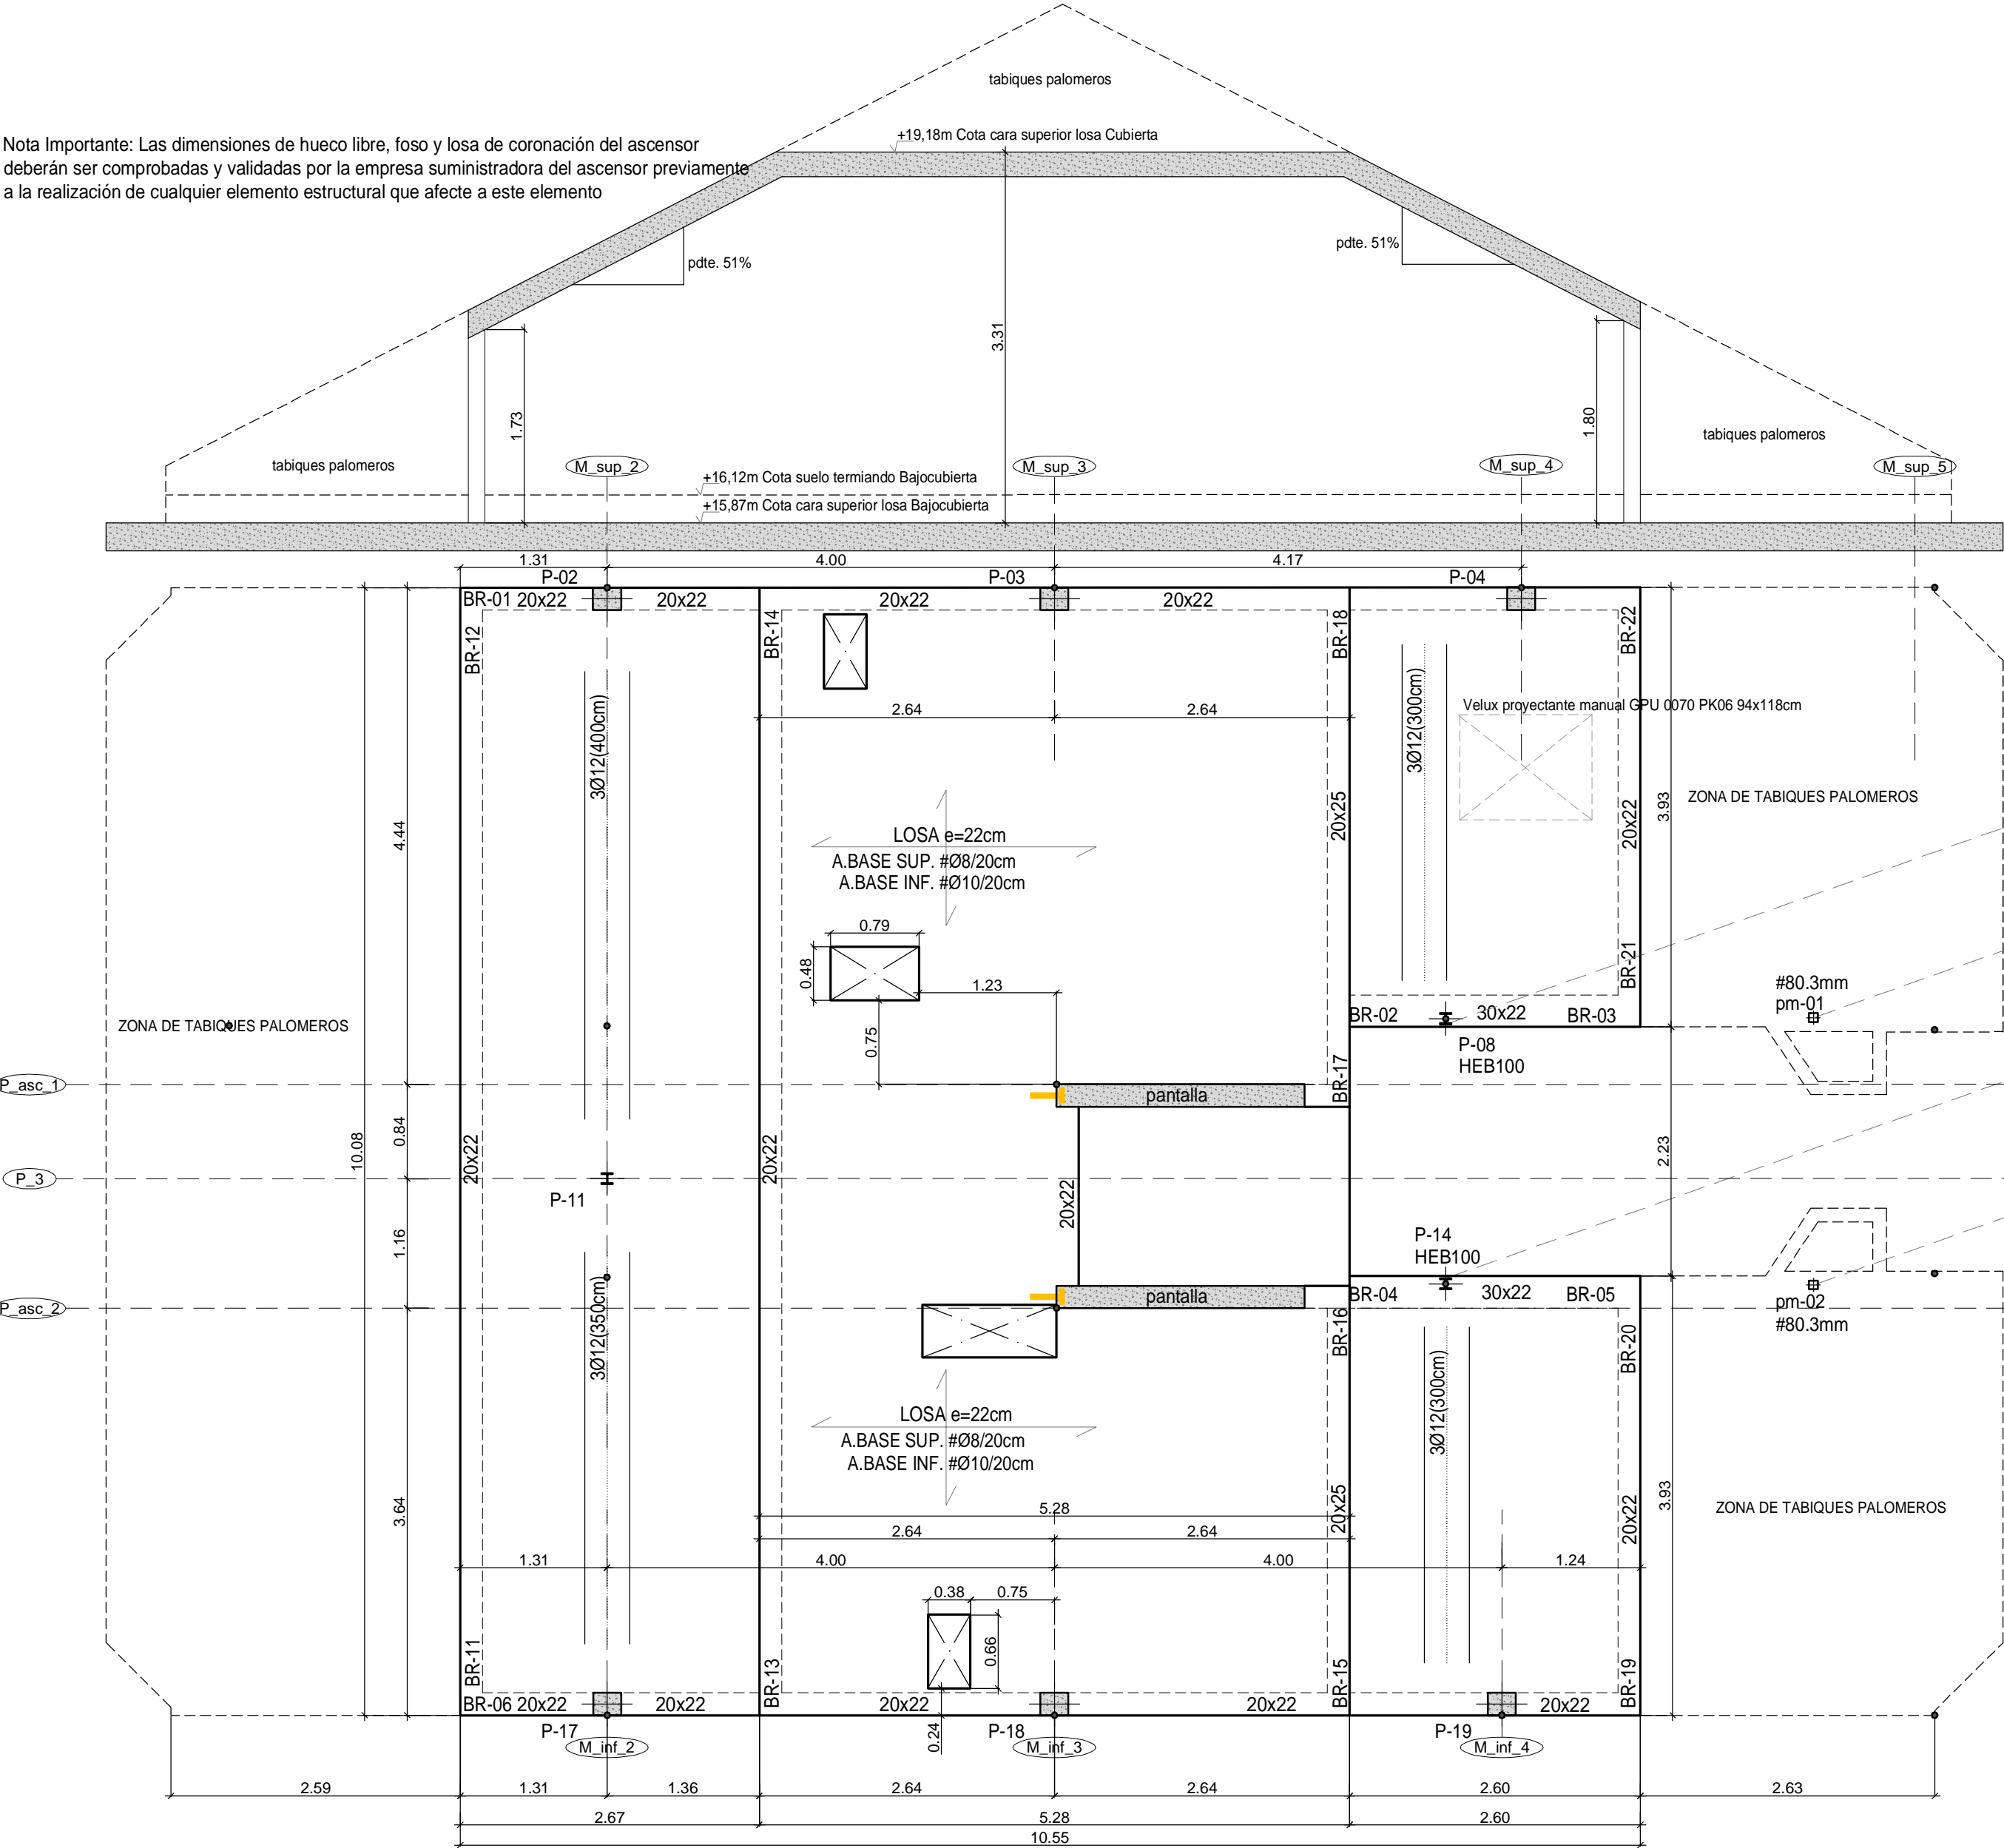 tabiques palomeros
+19,18m Cota cara superior losa Cubierta
Nota Importante: Las dimensiones de hueco libre, foso y losa de coronación del ascensor
deberán ser comprobadas y validadas por la empresa suministradora del ascensor previamente
a la realización de cualquier elemento estructural que afecte a este elemento
pdte. 51%
pdte. 51%
3.31
1.73
1.80
tabiques palomeros
tabiques palomeros
M_sup_2
M_sup_3
M_sup_4
M_sup_5
+16,12m Cota suelo termiando Bajocubierta
+15,87m Cota cara superior losa Bajocubierta
1.31
4.00
4.17
P-02
P-03
P-04
BR-01
20x22
20x22
20x22
20x22
BR-12
BR-14
BR-18
BR-22
2.64
2.64
3Ø12(400cm)
3Ø12(300cm)
Velux proyectante manual GPU 0070 PK06 94x118cm
ZONA DE TABIQUES PALOMEROS
4.44
20x25
20x22
3.93
LOSA e=22cm
A.BASE SUP. #Ø8/20cm
A.BASE INF. #Ø10/20cm
0.79
0.48
1.23
0.75
BR-21
#80.3mm
pm-01
BR-02
30x22
BR-03
ZONA DE TABIQUES PALOMEROS
P-08
HEB100
BR-17
P_asc_1
pantalla
10.08
0.84
20x22
20x22
2.23
P_3
P-11
20x22
1.16
P-14
HEB100
P_asc_2
pantalla
BR-04
30x22
BR-05
pm-02
#80.3mm
BR-16
BR-20
3Ø12(350cm)
3Ø12(300cm)
LOSA e=22cm
A.BASE SUP. #Ø8/20cm
A.BASE INF. #Ø10/20cm
3.64
5.28
20x25
20x22
3.93
ZONA DE TABIQUES PALOMEROS
2.64
2.64
1.31
4.00
4.00
1.24
0.38
0.75
0.66
BR-11
BR-13
BR-15
BR-19
BR-06
20x22
20x22
20x22
20x22
20x22
0.24
P-17
P-18
P-19
M_inf_2
M_inf_3
M_inf_4
2.59
1.31
1.36
2.64
2.64
2.60
2.63
2.67
5.28
2.60
10.55